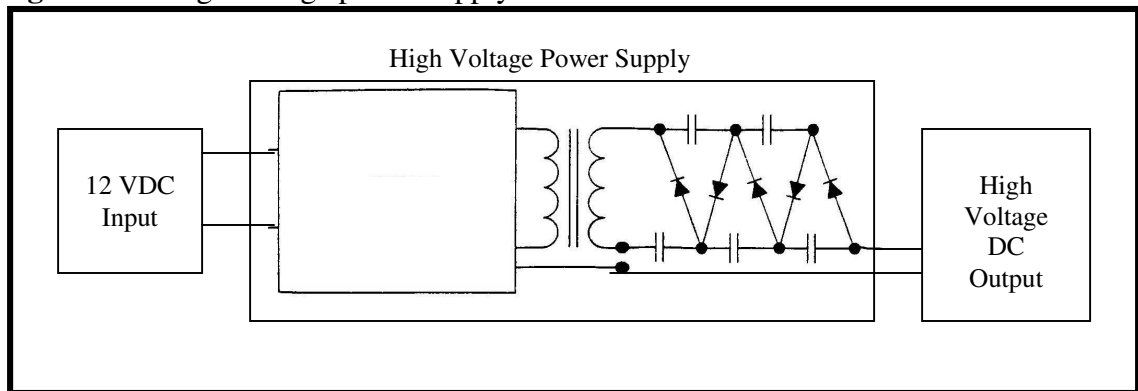 High Voltage Power Supply
12 VDC
Input
High
Voltage
DC
Output